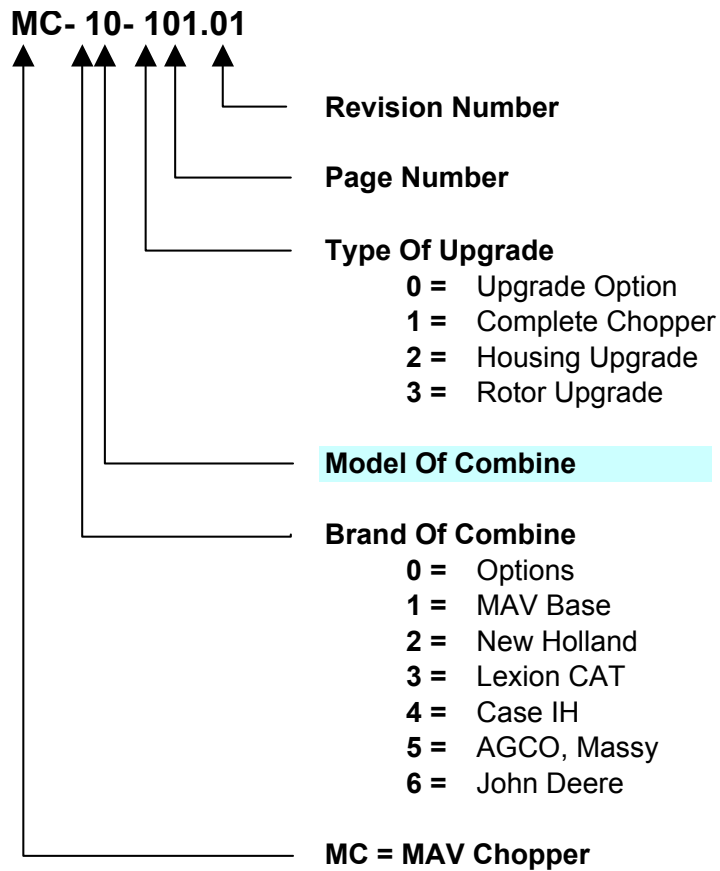 MC- 10- 101.01
Revision Number
Page Number
Type Of Upgrade
0 = Upgrade Option
1 = Complete Chopper
2 = Housing Upgrade
3 = Rotor Upgrade
Model Of Combine
Brand Of Combine
0 = Options
1 = MAV Base
2 = New Holland
3 = Lexion CAT
4 = Case IH
5 = AGCO, Massy
6 = John Deere
MC = MAV Chopper